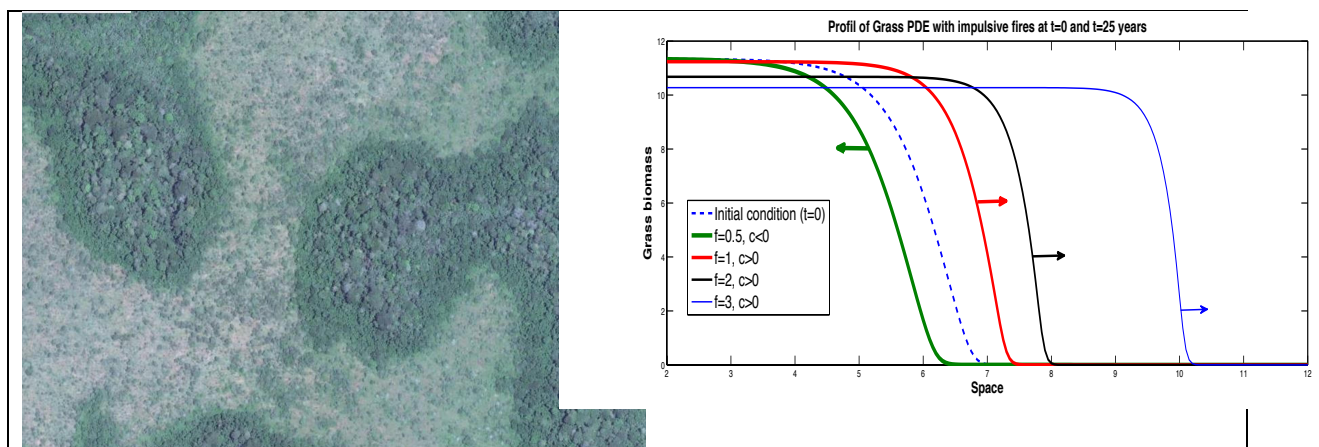 Profil of Grass PDE with impulsive fires at t=0 and t=25 years
12
10
8
6
4
2
0
Grass biomass
Initial condition (t=0)
f=0.5, c<0
f=1, c>0
f=2, c>0
f=3, c>0
2 3 4 5 6 7 8 9 10 11 12
Space